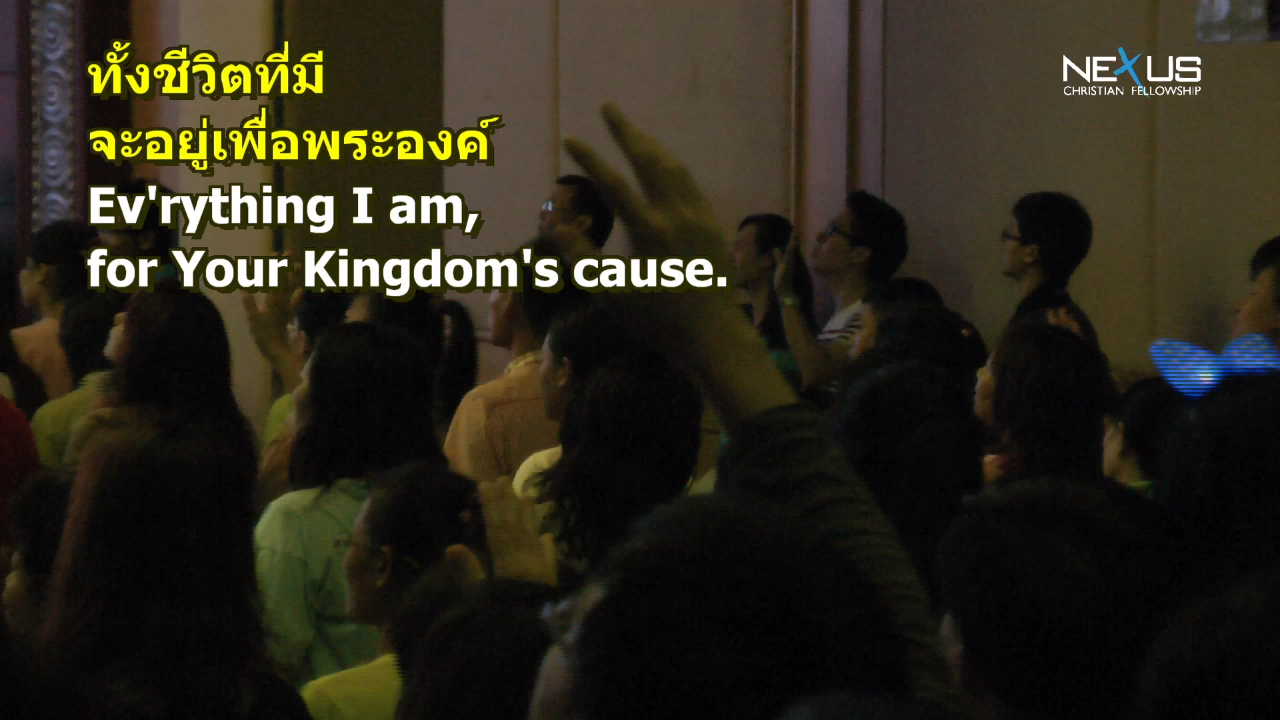 ทั้งชีวิตที่มี
จะอยู่เพื่อพระองค์
Ev'rything I am,
for Your Kingdom's cause.
NEXUS
CHRISTIAN FELLOWSHIP